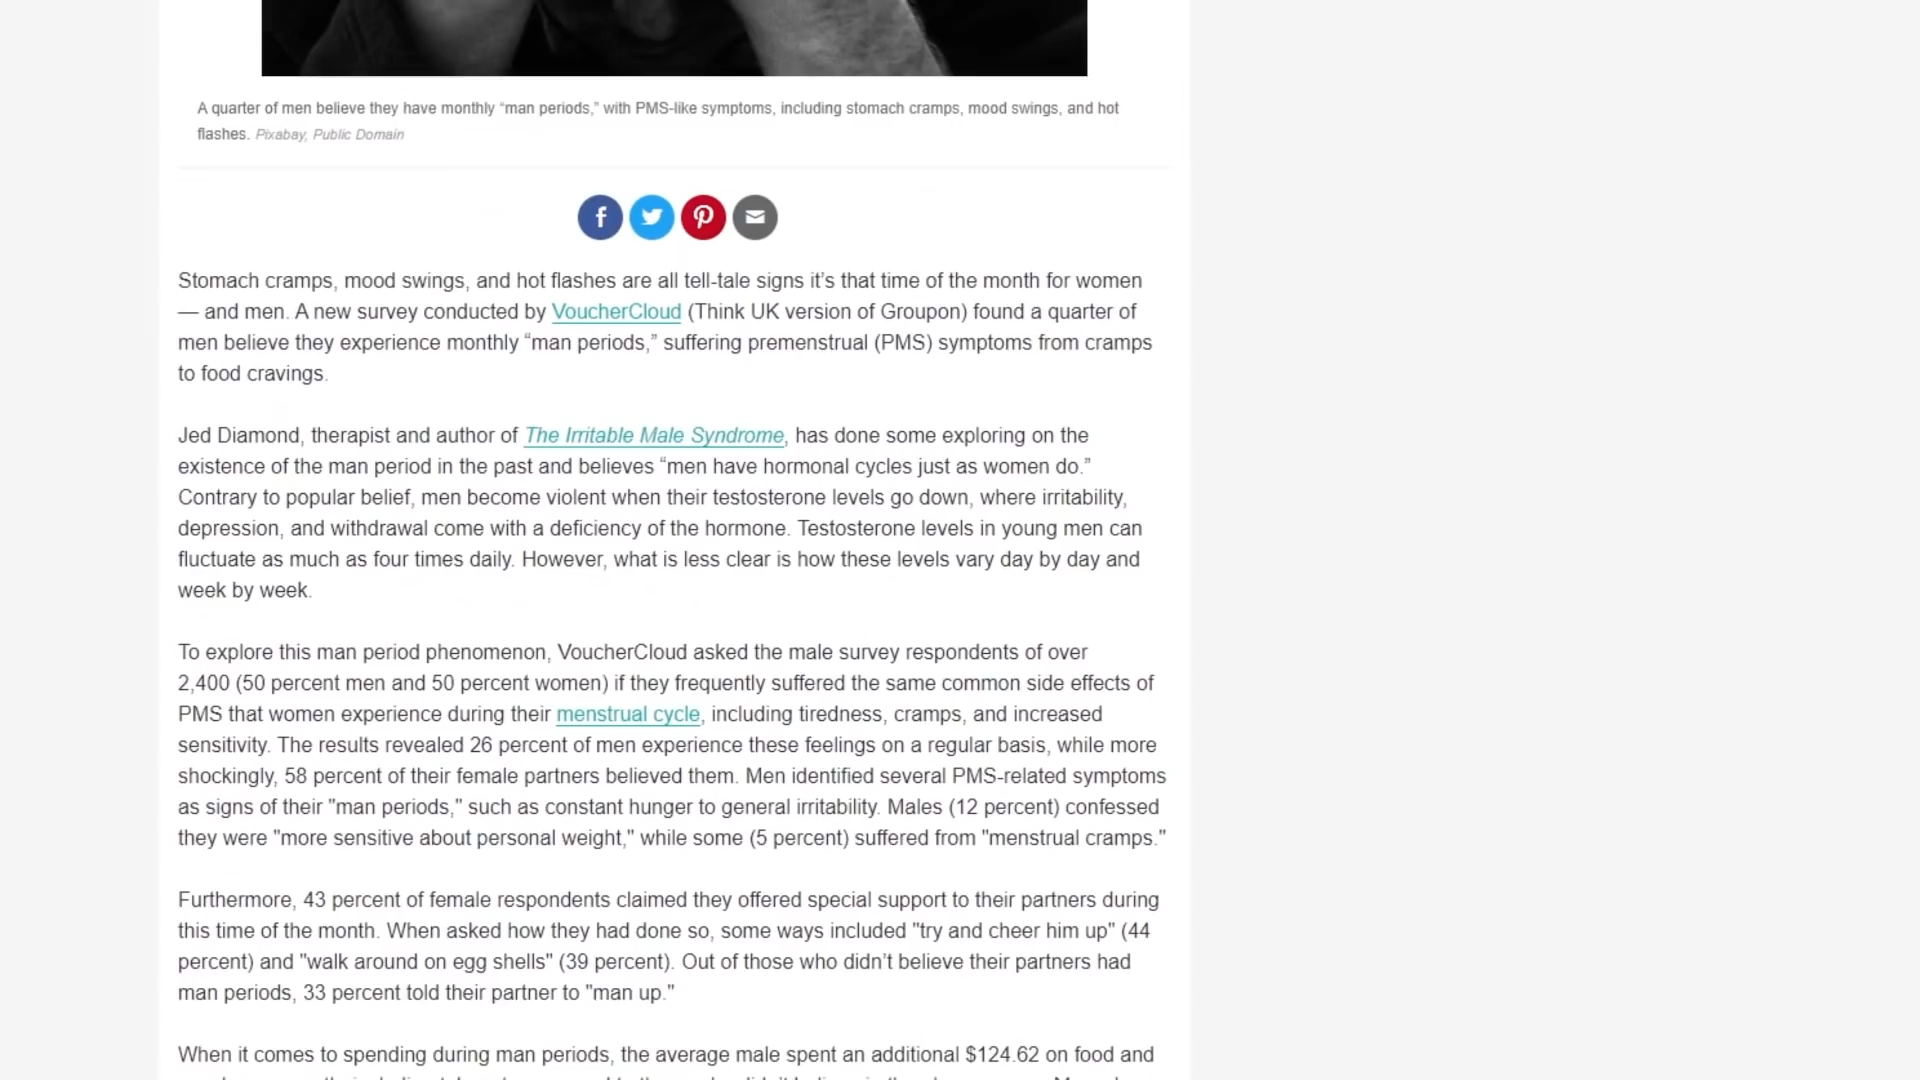 A quarter of men believe they have monthly “man periods,” with PMS-like symptoms, including stomach cramps, mood swings, and hot
flashes. Pixabay, Public Domain
Stomach cramps, mood swings, and hot flashes are all tell-tale signs it’s that time of the month for women
— and men. A new survey conducted by VoucherCloud (Think UK version of Groupon) found a quarter of
men believe they experience monthly “man periods,” suffering premenstrual (PMS) symptoms from cramps
to food cravings.
Jed Diamond, therapist and author of The Irritable Male Syndrome, has done some exploring on the
existence of the man period in the past and believes “men have hormonal cycles just as women do.”
Contrary to popular belief, men become violent when their testosterone levels go down, where irritability,
depression, and withdrawal come with a deficiency of the hormone. Testosterone levels in young men can
fluctuate as much as four times daily. However, what is less clear is how these levels vary day by day and
week by week.
To explore this man period phenomenon, VoucherCloud asked the male survey respondents of over
2,400 (50 percent men and 50 percent women) if they frequently suffered the same common side effects of
PMS that women experience during their menstrual cycle, including tiredness, cramps, and increased
sensitivity. The results revealed 26 percent of men experience these feelings on a regular basis, while more
shockingly, 58 percent of their female partners believed them. Men identified several PMS-related symptoms
as signs of their "man periods," such as constant hunger to general irritability. Males (12 percent) confessed
they were "more sensitive about personal weight," while some (5 percent) suffered from "menstrual cramps."
Furthermore, 43 percent of female respondents claimed they offered special support to their partners during
this time of the month. When asked how they had done so, some ways included "try and cheer him up" (44
percent) and "walk around on egg shells" (39 percent). Out of those who didn’t believe their partners had
man periods, 33 percent told their partner to "man up."
When it comes to spending during man periods, the average male spent an additional $124.62 on food and